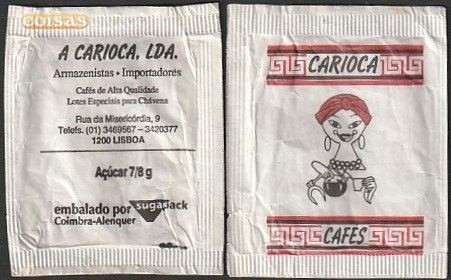 coisas
A CARIOCA, LDA.
Armazenistas • Importadores
Cafés de Alta Qualidade
Lotes Especiais para Chávena
Rua da Misericórdia, 9
Telefs. (01) 3469567 – 3420377
1200 LISBOA
Açúcar 7/8 g
embalado por sugarpack
Coimbra-Alenquer
CARIOCA
CAFÉS